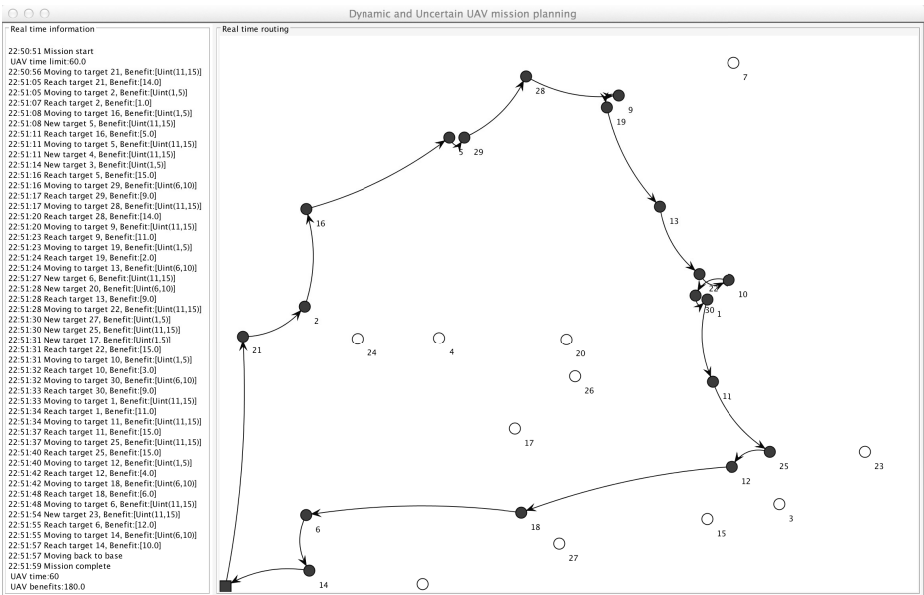 Dynamic and Uncertain UAV mission planning
Real time information
22:50:51 Mission start
UAV time limit:60.0
22:50:56 Moving to target 21, Benefit:[Uint(11,15)]
22:51:05 Reach target 21, Benefit:[14.0]
22:51:05 Moving to target 2, Benefit:[Uint(1,5)]
22:51:07 Reach target 2, Benefit:[1.0]
22:51:08 Moving to target 16, Benefit:[Uint(1,5)]
22:51:08 New target 5, Benefit:[Uint(11,15)]
22:51:11 Reach target 16, Benefit:[5.0]
22:51:11 Moving to target 5, Benefit:[Uint(11,15)]
22:51:11 New target 4, Benefit:[Uint(11,15)]
22:51:14 New target 3, Benefit:[Uint(1,5)]
22:51:16 Reach target 5, Benefit:[15.0]
22:51:16 Moving to target 29, Benefit:[Uint(6,10)]
22:51:17 Reach target 29, Benefit:[9.0]
22:51:17 Moving to target 28, Benefit:[Uint(11,15)]
22:51:20 Reach target 28, Benefit:[14.0]
22:51:20 Moving to target 9, Benefit:[Uint(11,15)]
22:51:23 Reach target 9, Benefit:[11.0]
22:51:23 Moving to target 19, Benefit:[Uint(1,5)]
22:51:24 Reach target 19, Benefit:[2.0]
22:51:24 Moving to target 13, Benefit:[Uint(6,10)]
22:51:27 New target 6, Benefit:[Uint(11,15)]
22:51:28 New target 20, Benefit:[Uint(6,10)]
22:51:28 Reach target 13, Benefit:[9.0]
22:51:28 Moving to target 22, Benefit:[Uint(11,15)]
22:51:30 New target 27, Benefit:[Uint(1,5)]
22:51:30 New target 25, Benefit:[Uint(11,15)]
22:51:31 New target 17, Benefit:[Uint(1,5)]
22:51:31 Reach target 22, Benefit:[15.0]
22:51:31 Moving to target 10, Benefit:[Uint(1,5)]
22:51:32 Reach target 10, Benefit:[3.0]
22:51:32 Moving to target 30, Benefit:[Uint(6,10)]
22:51:33 Reach target 30, Benefit:[9.0]
22:51:33 Moving to target 1, Benefit:[Uint(11,15)]
22:51:34 Reach target 1, Benefit:[11.0]
22:51:34 Moving to target 11, Benefit:[Uint(11,15)]
22:51:37 Reach target 11, Benefit:[15.0]
22:51:37 Moving to target 25, Benefit:[Uint(11,15)]
22:51:40 Reach target 25, Benefit:[15.0]
22:51:40 Moving to target 12, Benefit:[Uint(1,5)]
22:51:42 Reach target 12, Benefit:[4.0]
22:51:42 Moving to target 18, Benefit:[Uint(6,10)]
22:51:48 Reach target 18, Benefit:[6.0]
22:51:48 Moving to target 6, Benefit:[Uint(11,15)]
22:51:54 New target 23, Benefit:[Uint(11,15)]
22:51:55 Reach target 6, Benefit:[12.0]
22:51:55 Moving to target 14, Benefit:[Uint(6,10)]
22:51:57 Reach target 14, Benefit:[10.0]
22:51:57 Moving back to base
22:51:59 Mission complete
UAV time:60
UAV benefits:180.0
Real time routing
7
28
9
19
5
29
13
16
22
10
30
1
2
21
24
4
20
26
11
17
25
23
12
3
6
18
15
27
14